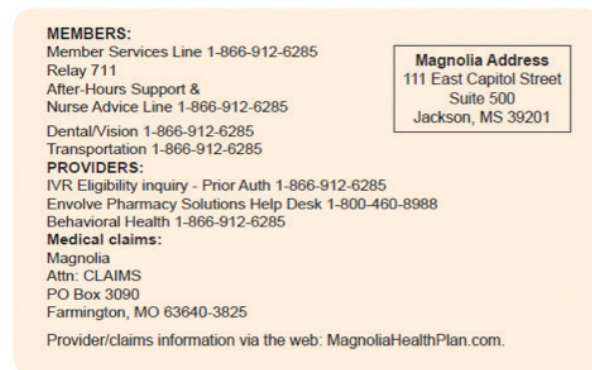 MEMBERS:
Member Services Line 1-866-912-6285
Relay 711
After-Hours Support &
Nurse Advice Line 1-866-912-6285
Dental/Vision 1-866-912-6285
Transportation 1-866-912-6285
PROVIDERS:
IVR Eligibility inquiry - Prior Auth 1-866-912-6285
Envolve Pharmacy Solutions Help Desk 1-800-460-8988
Behavioral Health 1-866-912-6285
Medical claims:
Magnolia
Attn: CLAIMS
PO Box 3090
Farmington, MO 63640-3825
Provider/claims information via the web: MagnoliaHealthPlan.com.
Magnolia Address
111 East Capitol Street
Suite 500
Jackson, MS 39201